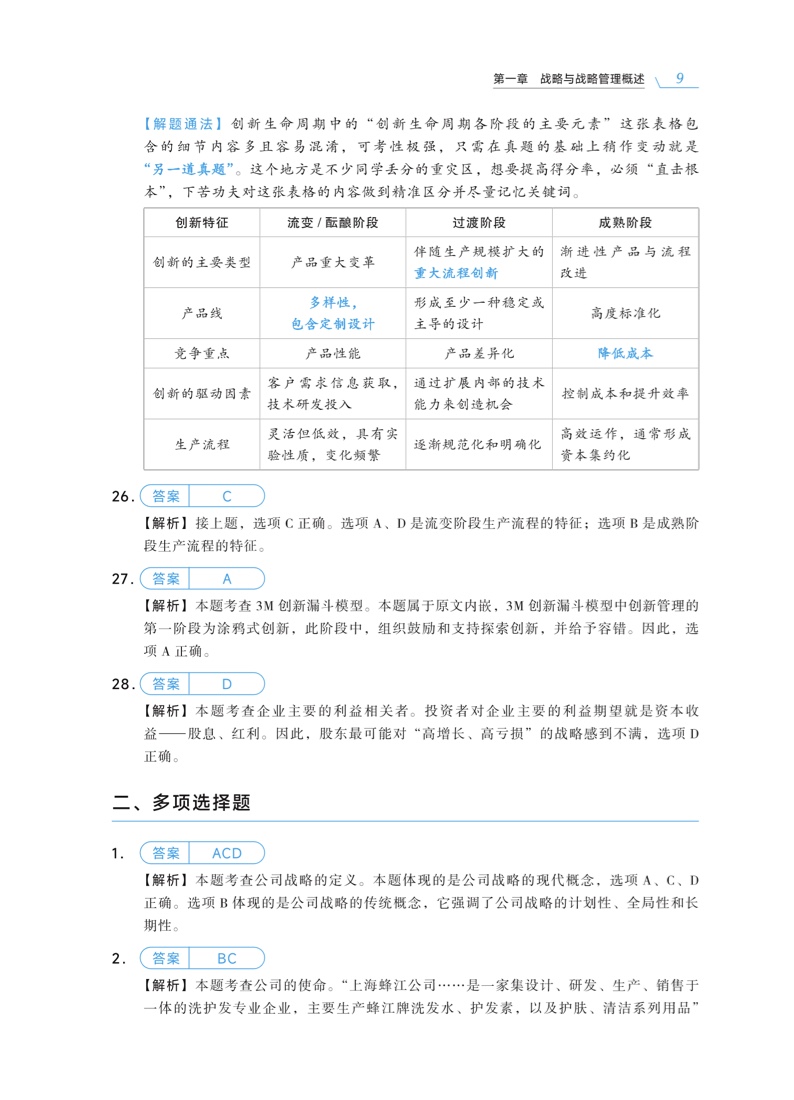 第一章　战略与战略管理概述　9
【解题通法】创新生命周期中的“创新生命周期各阶段的主要元素”这张表格包
含的细节内容多且容易混淆，可考性极强，只需在真题的基础上稍作变动就是
“另一道真题”。这个地方是不少同学丢分的重灾区，想要提高得分率，必须“直击根
本”，下苦功夫对这张表格的内容做到精准区分并尽量记忆关键词。
创新特征　流变 / 酝酿阶段　过渡阶段　成熟阶段
创新的主要类型　产品重大变革　伴随生产规模扩大的　渐进性产品与流程
重大流程创新　改进
产品线　多样性，　形成至少一种稳定或　高度标准化
包含定制设计　主导的设计
竞争重点　产品性能　产品差异化　降低成本
创新的驱动因素　客户需求信息获取，　通过扩展内部的技术　控制成本和提升效率
技术研发投入　能力来创造机会
生产流程　灵活但低效，具有实　逐渐规范化和明确化　高效运作，通常形成
验性质，变化频繁　资本集约化
26. 答案 C
【解析】接上题，选项 C 正确。选项 A、D 是流变阶段生产流程的特征；选项 B 是成熟阶
段生产流程的特征。
27. 答案 A
【解析】本题考查 3M 创新漏斗模型。本题属于原文内嵌，3M 创新漏斗模型中创新管理的
第一阶段为涂鸦式创新，此阶段中，组织鼓励和支持探索创新，并给予容错。因此，选
项 A 正确。
28. 答案 D
【解析】本题考查企业主要的利益相关者。投资者对企业主要的利益期望就是资本收
益——股息、红利。因此，股东最可能对“高增长、高亏损”的战略感到不满，选项 D
正确。
二、多项选择题
1. 答案 ACD
【解析】本题考查公司战略的定义。本题体现的是公司战略的现代概念，选项 A、C、D
正确。选项 B 体现的是公司战略的传统概念，它强调了公司战略的计划性、全局性和长
期性。
2. 答案 BC
【解析】本题考查公司的使命。“上海蜂江公司……是一家集设计、研发、生产、销售于
一体的洗护发专业企业，主要生产蜂江牌洗发水、护发素，以及护肤、清洁系列用品”